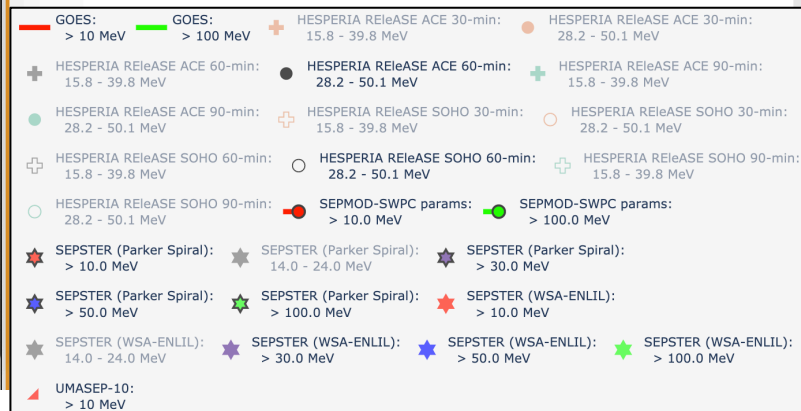 GOES: GOES: HESPERIA REleASE ACE 30-min: HESPERIA REleASE ACE 30-min:
> 10 MeV > 100 MeV 15.8 - 39.8 MeV 28.2 - 50.1 MeV
HESPERIA REleASE ACE 60-min: HESPERIA REleASE ACE 60-min: HESPERIA REleASE ACE 90-min:
15.8 - 39.8 MeV 28.2 - 50.1 MeV 15.8 - 39.8 MeV
HESPERIA REleASE ACE 90-min: HESPERIA REleASE SOHO 30-min: HESPERIA REleASE SOHO 30-min:
28.2 - 50.1 MeV 15.8 - 39.8 MeV 28.2 - 50.1 MeV
HESPERIA REleASE SOHO 60-min: HESPERIA REleASE SOHO 60-min: HESPERIA REleASE SOHO 90-min:
15.8 - 39.8 MeV 28.2 - 50.1 MeV 15.8 - 39.8 MeV
HESPERIA REleASE SOHO 90-min: SEPMOD-SWPC params: SEPMOD-SWPC params:
28.2 - 50.1 MeV > 10.0 MeV > 100.0 MeV
SEPSTER (Parker Spiral): SEPSTER (Parker Spiral): SEPSTER (Parker Spiral):
> 10.0 MeV 14.0 - 24.0 MeV > 30.0 MeV
SEPSTER (Parker Spiral): SEPSTER (Parker Spiral): SEPSTER (WSA-ENLIL):
> 50.0 MeV > 100.0 MeV > 10.0 MeV
SEPSTER (WSA-ENLIL): SEPSTER (WSA-ENLIL): SEPSTER (WSA-ENLIL): SEPSTER (WSA-ENLIL):
14.0 - 24.0 MeV > 30.0 MeV > 50.0 MeV > 100.0 MeV
UMASEP-10:
> 10 MeV